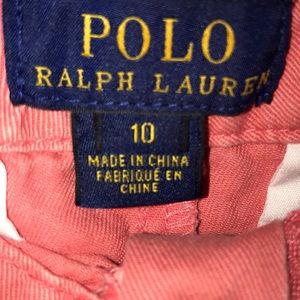 POLO
RALPH LAUREN
10
MADE IN CHINA
FABRIQUÉ EN
CHINE